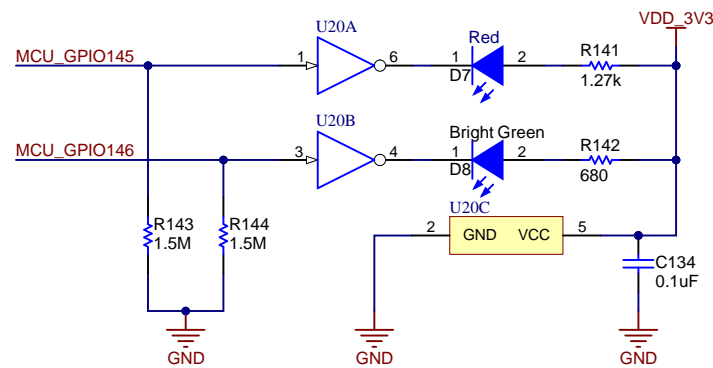 VDD_3V3
U20A
Red
R141
MCU_GPIO145
1
6
1
2
D7
1.27k
U20B
Bright Green
R142
MCU_GPIO146
3
4
1
2
D8
680
U20C
R143
R144
2
GND
VCC
5
1.5M
1.5M
C134
0.1uF
GND
GND
GND